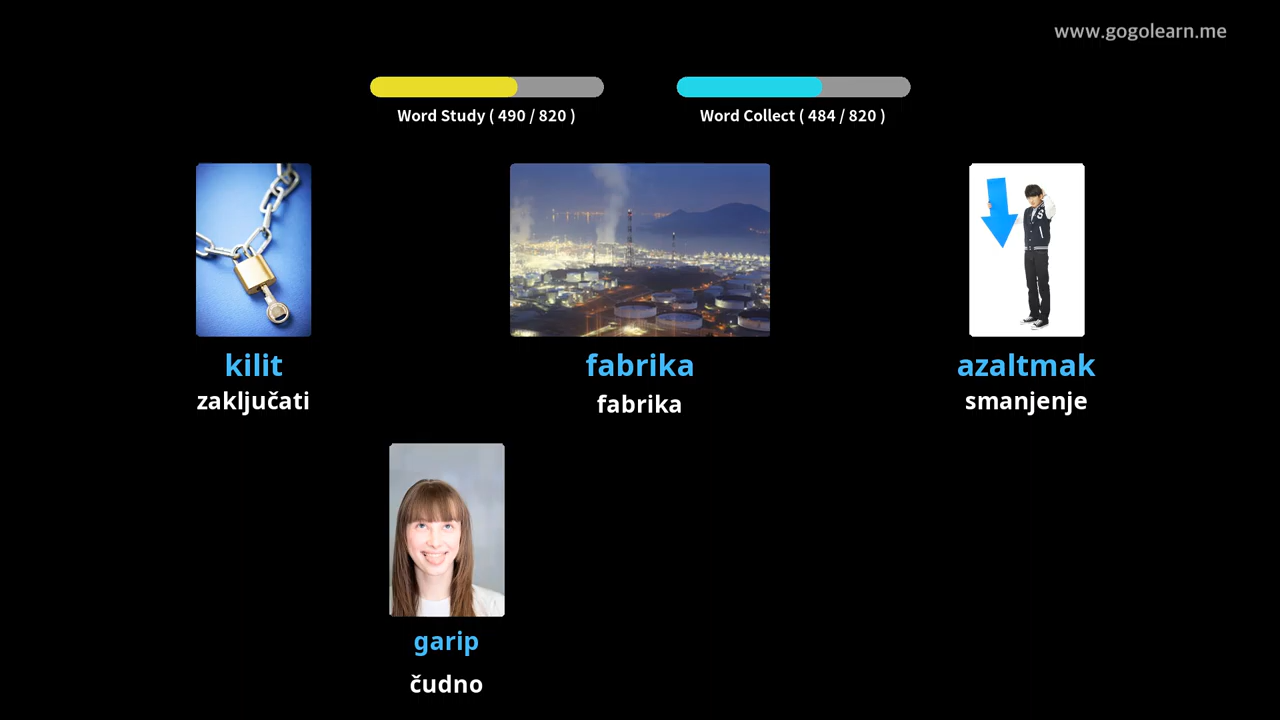 www.gogolearn.me
Word Study ( 490 / 820 )
Word Collect ( 484 / 820 )
kilit
zaključati
fabrika
fabrika
azaltmak
smanjenje
garip
čudno